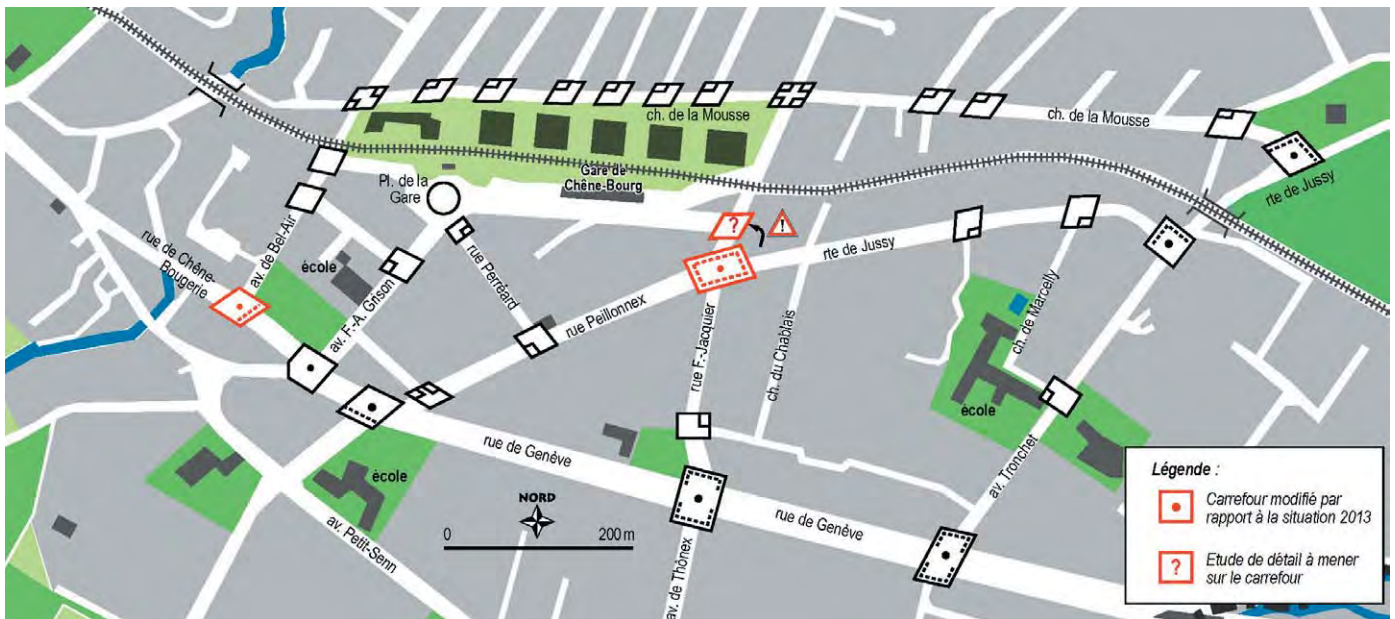 ch. de la Mousse
ch. de la Mousse
rte de Jussy
Gare de
Chêne-Bourg
Pl. de la
Gare
rue de Chêne-
Bougerie
av. de Bel-Air
école
av. F.-A. Grison
rue Perréard
rue Peillonnex
?
!
rte de Jussy
rue F.-Jacquier
ch. du Chablais
ch. de Marcelly
école
av. Tronchet
rue de Genève
école
av. Petit-Senn
NORD
0 200 m
rue de Genève
av. de Thônex
Légende :
Carrefour modifié par
rapport à la situation 2013
?
Etude de détail à mener
sur le carrefour